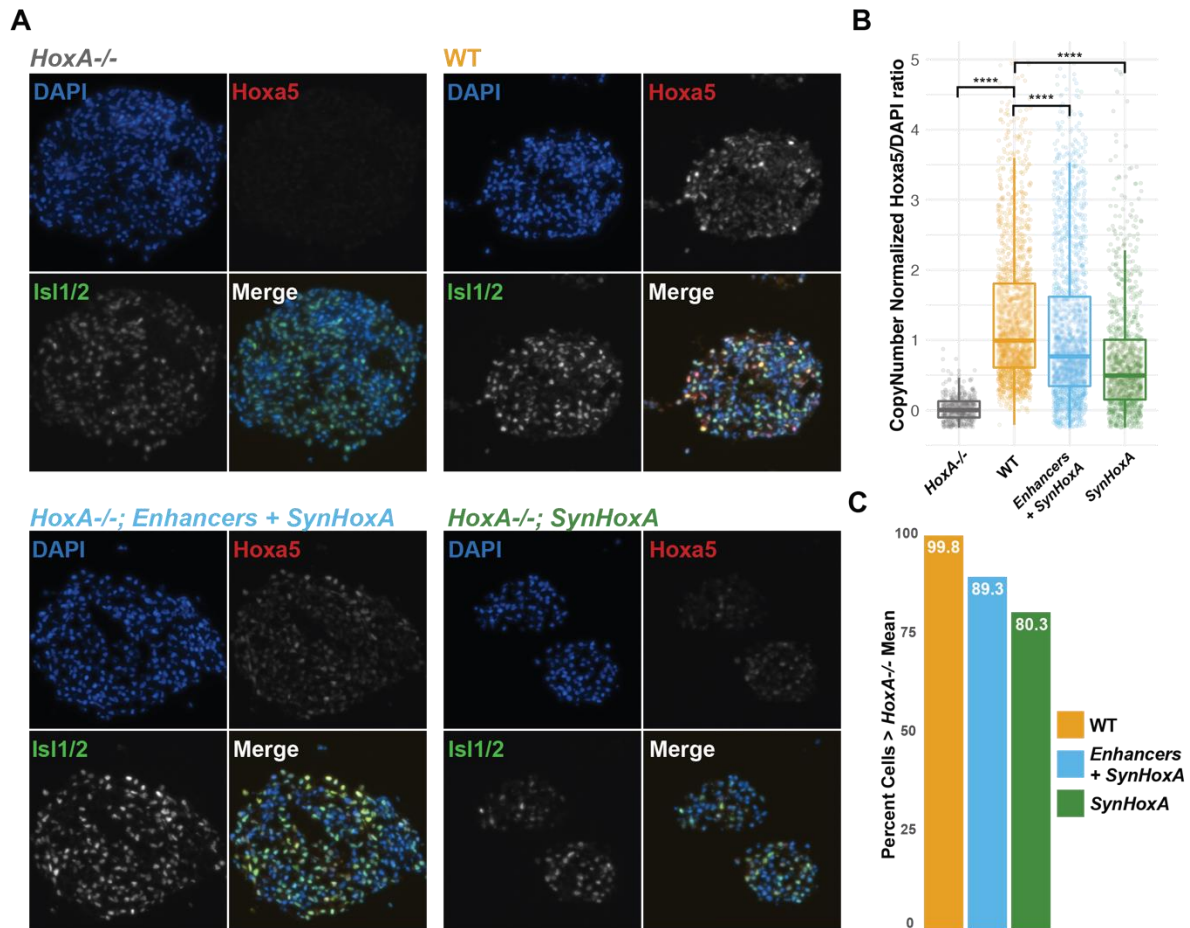 A
HoxA-/-
DAPI
Hoxa5
Isl1/2
Merge
WT
DAPI
Hoxa5
Isl1/2
Merge
HoxA-/-; Enhancers + SynHoxA
DAPI
Hoxa5
Isl1/2
Merge
HoxA-/-; SynHoxA
DAPI
Hoxa5
Isl1/2
Merge
B
CopyNumber Normalized Hoxa5/DAPI ratio
5
4
3
2
1
0
****
****
****
HoxA-/-
WT
Enhancers
+ SynHoxA
SynHoxA
C
Percent Cells > HoxA-/- Mean
100
75
50
25
0
99.8
89.3
80.3
WT
Enhancers
+ SynHoxA
SynHoxA